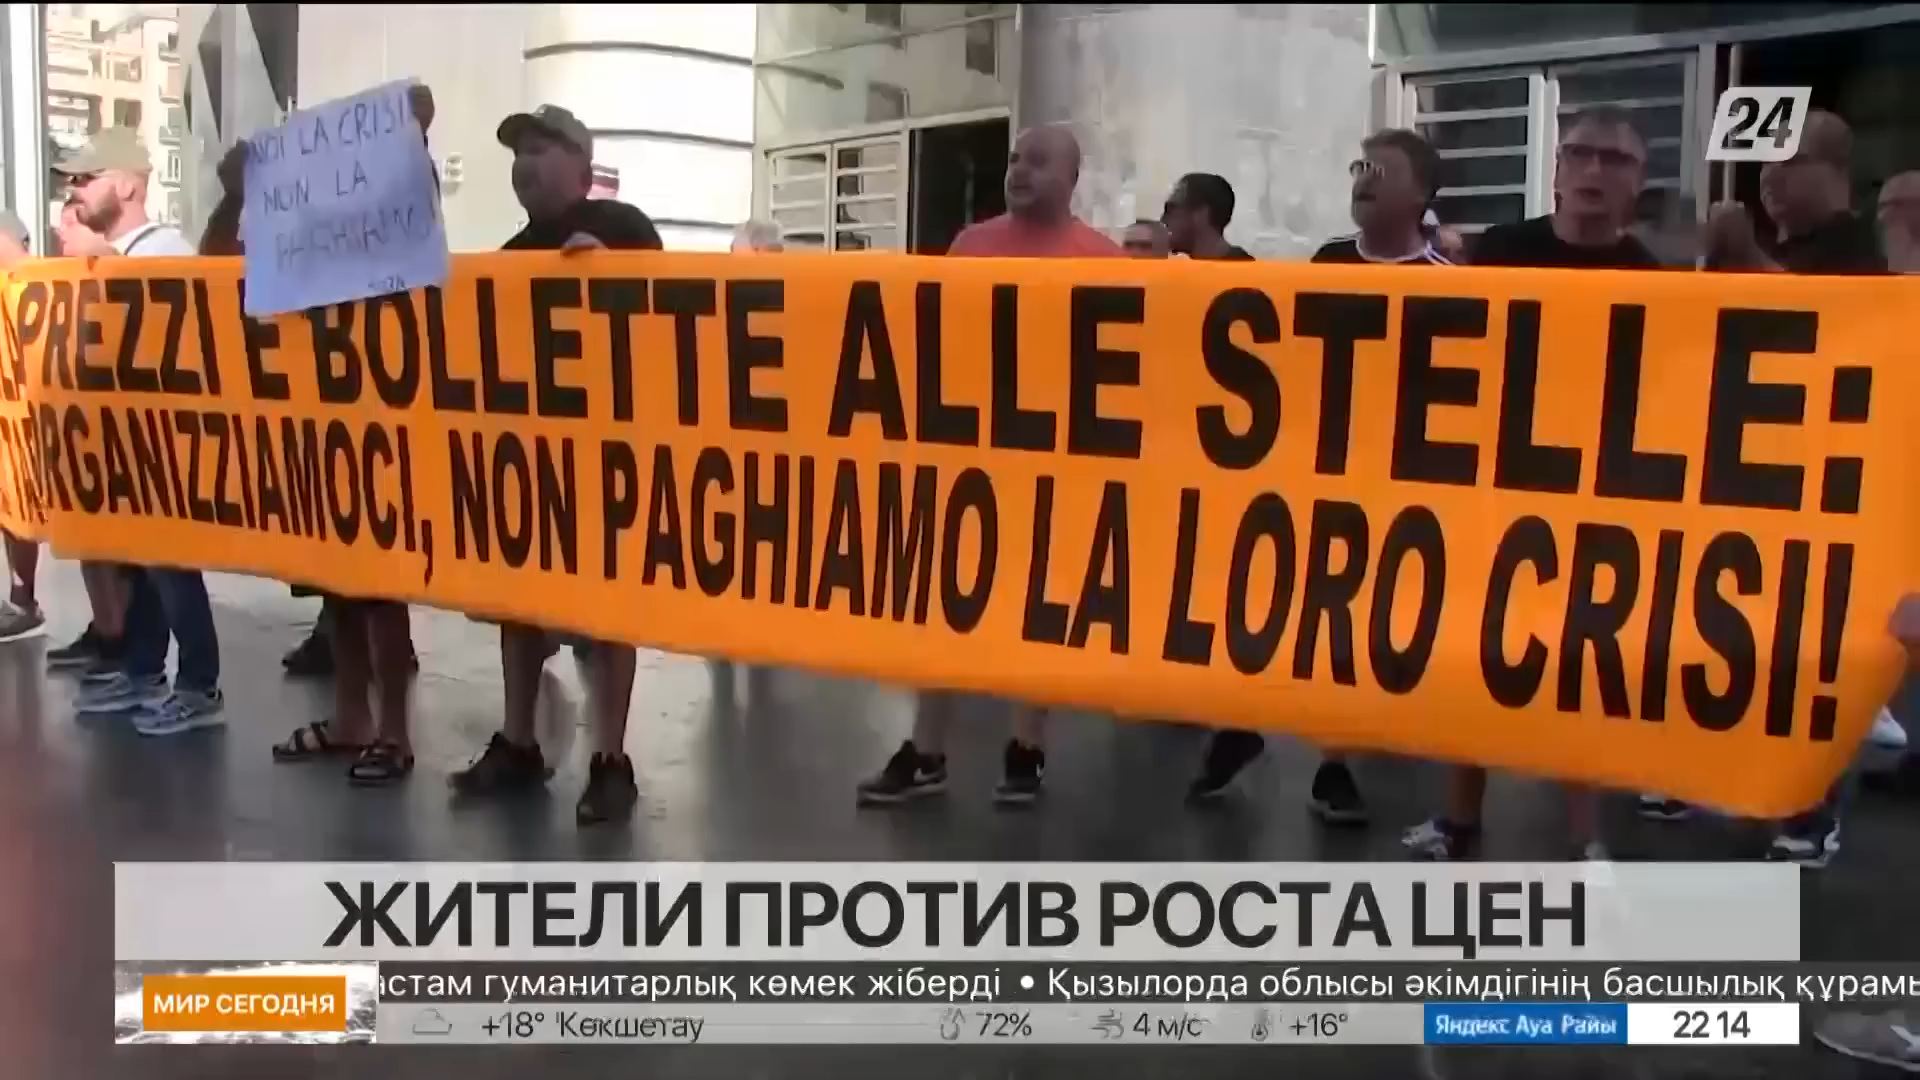 24
NOI LA CRISI
NON LA
PAGHIAMO
PREZZI E BOLLETTE ALLE STELLE:
ORGANIZZIAMOCI, NON PAGHIAMO LA LORO CRISI!
ЖИТЕЛИ ПРОТИВ РОСТА ЦЕН
МИР СЕГОДНЯ
астам гуманитарлық көмек жіберді • Қызылорда облысы әкімдігінің басшылық құрамы
+18° Көкшетау 72% 4 м/с +16° Яндекс Ауа Райы 22 14